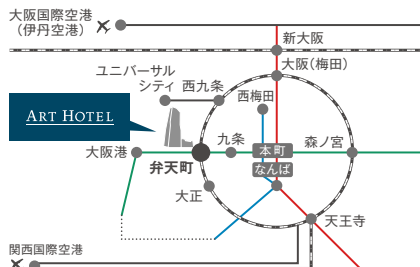 大阪国際空港
(伊丹空港)
新大阪
大阪(梅田)
ユニバーサル
シティ
西九条
西梅田
ART HOTEL
九条
本町
森ノ宮
大阪港
弁天町
なんば
大正
天王寺
関西国際空港